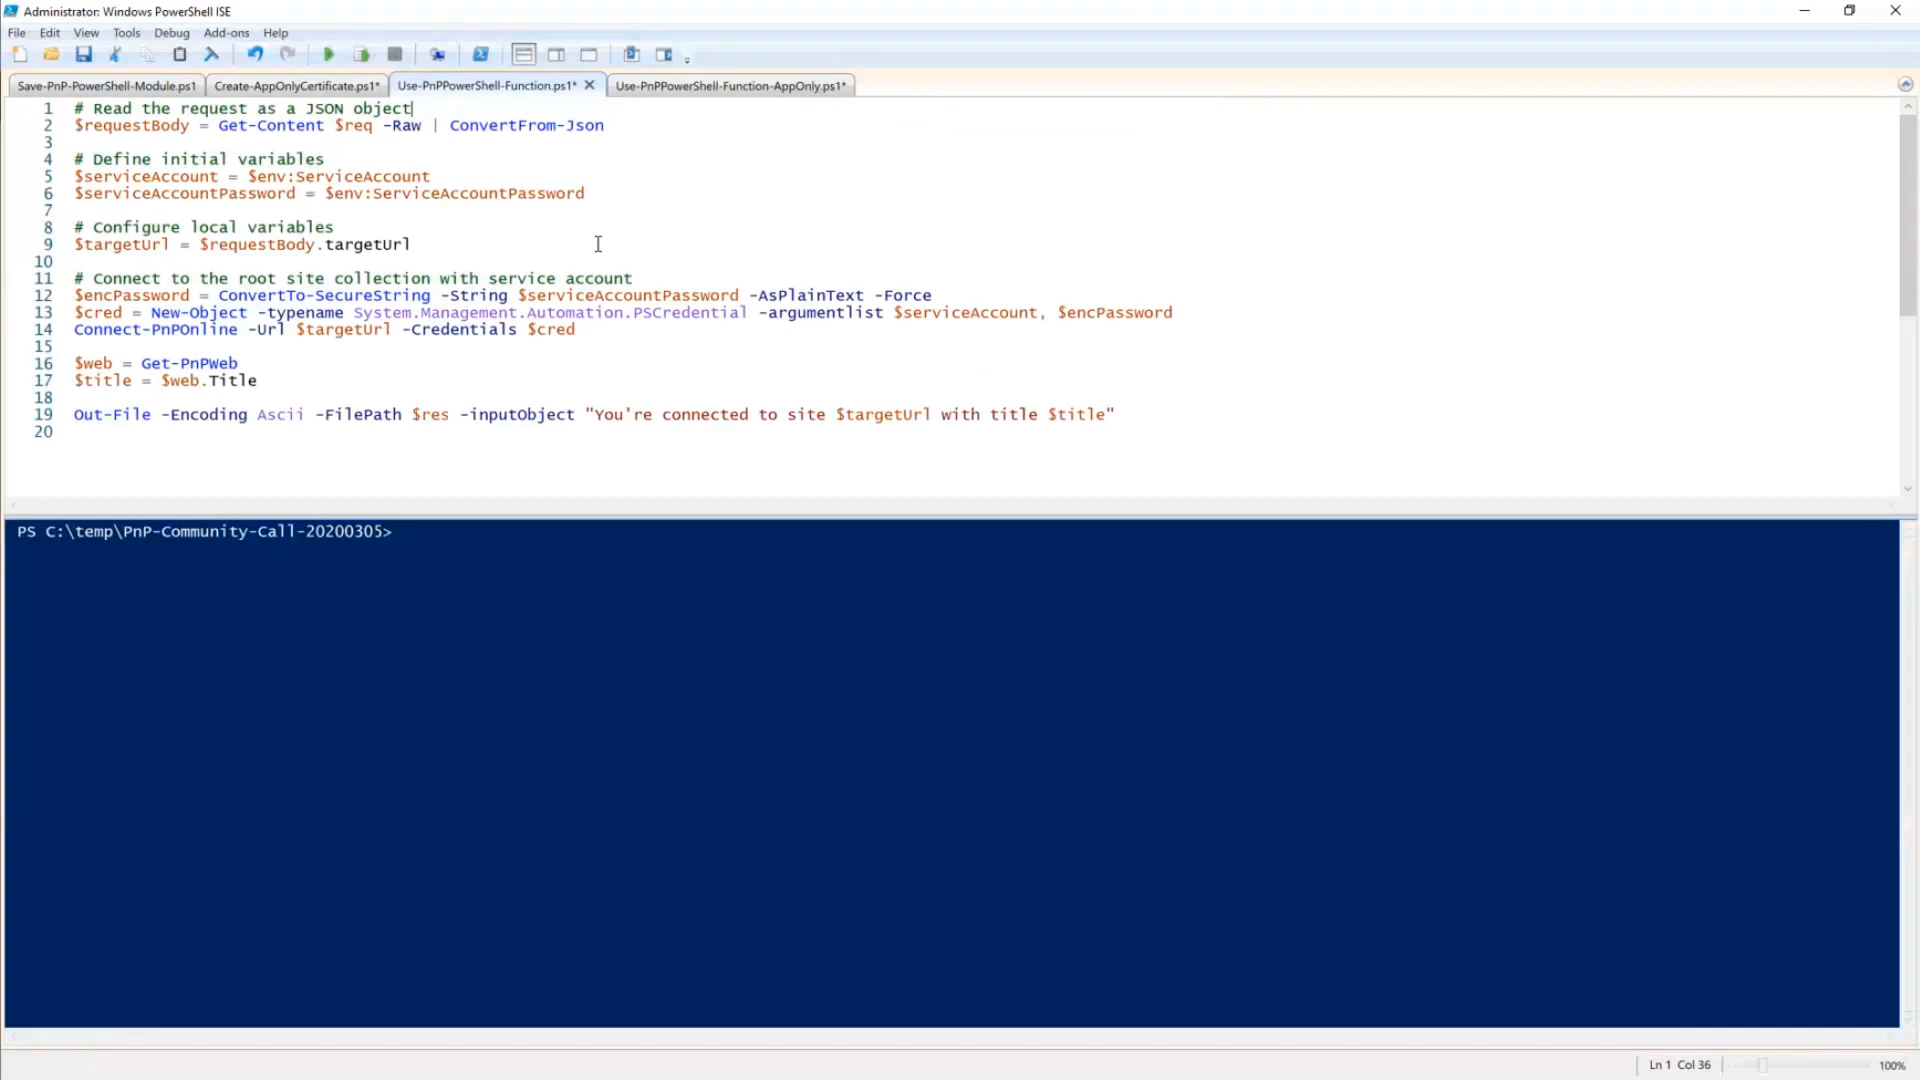 Administrator: Windows PowerShell ISE
File Edit View Tools Debug Add-ons Help
Save-PnP-PowerShell-Module.ps1 Create-AppOnlyCertificate.ps1* Use-PnPPowerShell-Function.ps1* Use-PnPPowerShell-Function-AppOnly.ps1*
1 # Read the request as a JSON object
2 $requestBody = Get-Content $req -Raw | ConvertFrom-Json
3
4 # Define initial variables
5 $serviceAccount = $env:ServiceAccount
6 $serviceAccountPassword = $env:ServiceAccountPassword
7
8 # Configure local variables
9 $targetUrl = $requestBody.targetUrl
10
11 # Connect to the root site collection with service account
12 $encPassword = ConvertTo-SecureString -String $serviceAccountPassword -AsPlainText -Force
13 $cred = New-Object -typename System.Management.Automation.PSCredential -argumentlist $serviceAccount, $encPassword
14 Connect-PnPOnline -Url $targetUrl -Credentials $cred
15
16 $web = Get-PnPWeb
17 $title = $web.Title
18
19 Out-File -Encoding Ascii -FilePath $res -inputObject "You're connected to site $targetUrl with title $title"
20
PS C:\temp\PnP-Community-Call-20200305>
Ln 1 Col 36 100%